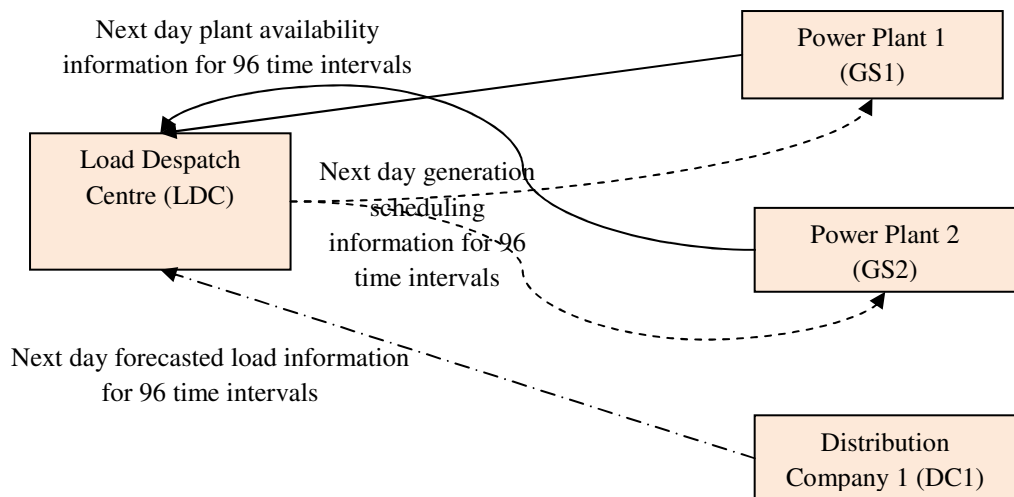 Next day plant availability
information for 96 time intervals
Power Plant 1
(GS1)
Load Despatch
Centre (LDC)
Next day generation
scheduling
information for 96
time intervals
Power Plant 2
(GS2)
Next day forecasted load information
for 96 time intervals
Distribution
Company 1 (DC1)